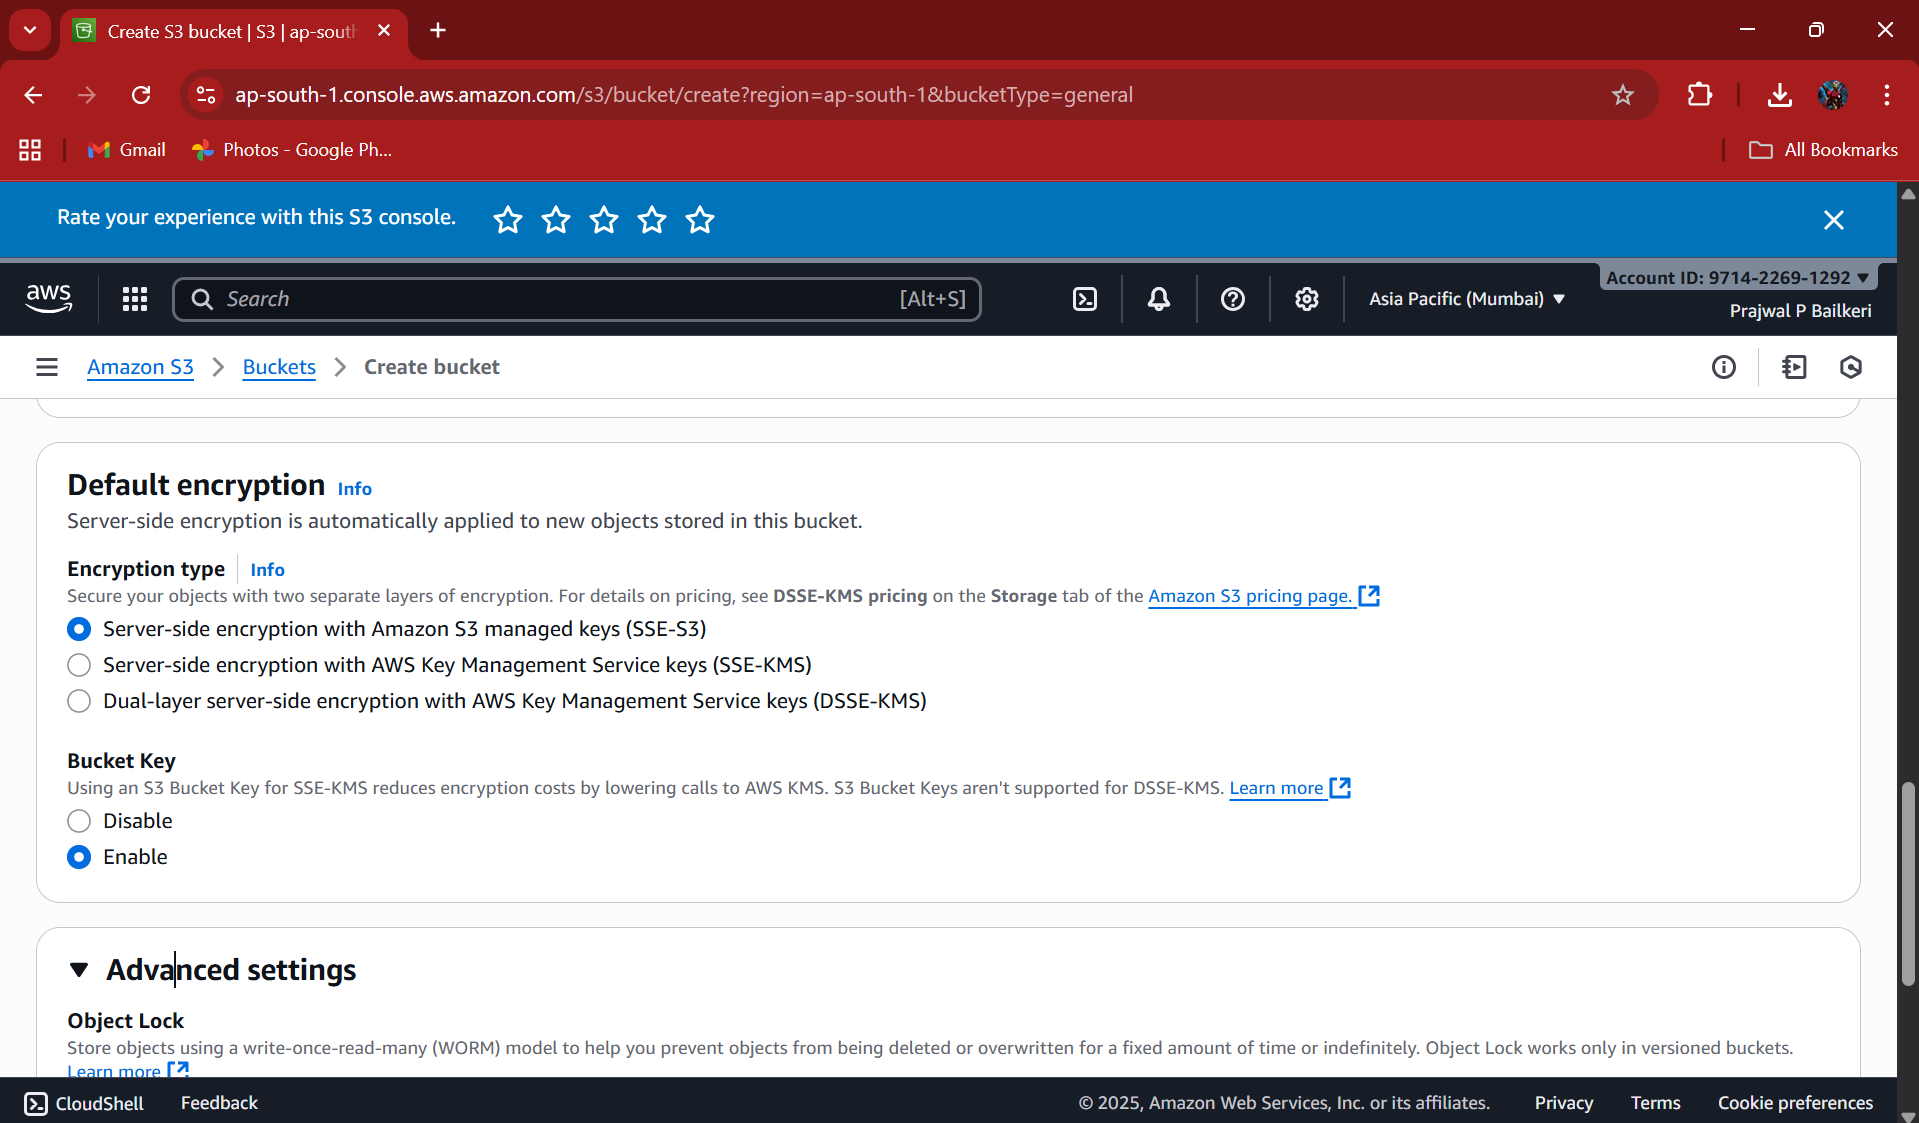 Create S3 bucket | S3 | ap-sout
ap-south-1.console.aws.amazon.com/s3/bucket/create?region=ap-south-1&bucketType=general
Gmail
Photos - Google Ph...
All Bookmarks
Rate your experience with this S3 console.
aws
Search
[Alt+S]
Asia Pacific (Mumbai)
Account ID: 9714-2269-1292
Prajwal P Bailkeri
Amazon S3 > Buckets > Create bucket
Default encryption Info
Server-side encryption is automatically applied to new objects stored in this bucket.
Encryption type Info
Secure your objects with two separate layers of encryption. For details on pricing, see DSSE-KMS pricing on the Storage tab of the Amazon S3 pricing page.
Server-side encryption with Amazon S3 managed keys (SSE-S3)
Server-side encryption with AWS Key Management Service keys (SSE-KMS)
Dual-layer server-side encryption with AWS Key Management Service keys (DSSE-KMS)
Bucket Key
Using an S3 Bucket Key for SSE-KMS reduces encryption costs by lowering calls to AWS KMS. S3 Bucket Keys aren't supported for DSSE-KMS. Learn more
Disable
Enable
Advanced settings
Object Lock
Store objects using a write-once-read-many (WORM) model to help you prevent objects from being deleted or overwritten for a fixed amount of time or indefinitely. Object Lock works only in versioned buckets.
Learn more
CloudShell
Feedback
© 2025, Amazon Web Services, Inc. or its affiliates.
Privacy
Terms
Cookie preferences